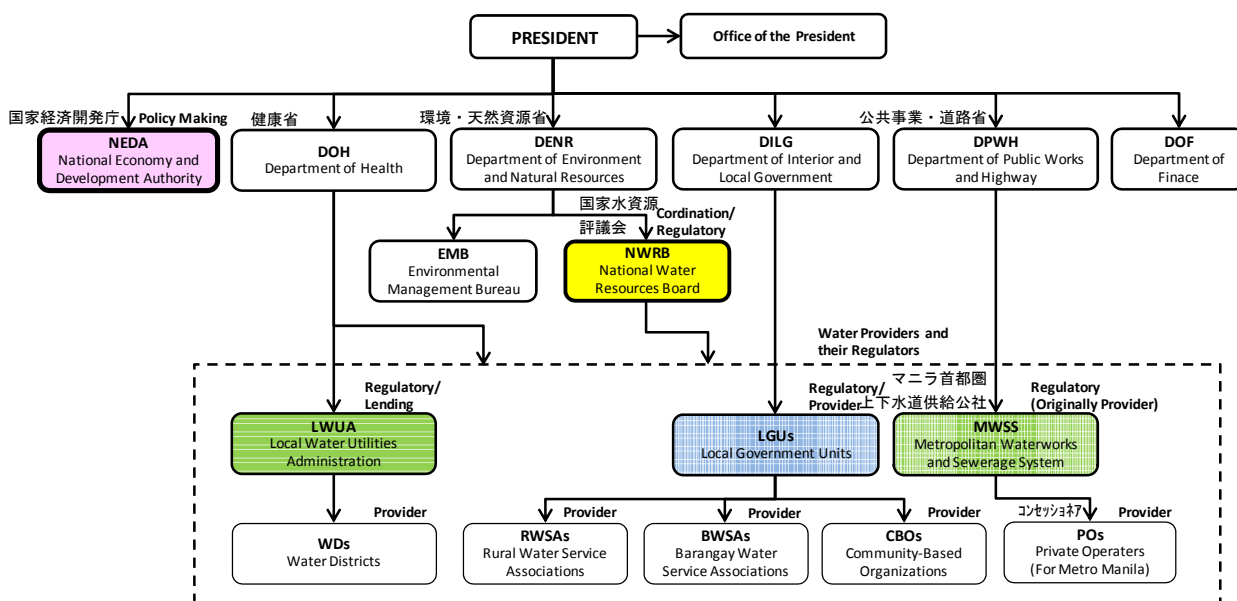 PRESIDENT
Office of the President
国家経済開発庁
Policy Making
NEDA
National Economy and
Development Authority
健康省
DOH
Department of Health
環境・天然資源省
DENR
Department of Environment
and Natural Resources
DILG
Department of Interior and
Local Government
公共事業・道路省
DPWH
Department of Public Works
and Highway
DOF
Department of
Finace
EMB
Environmental
Management Bureau
国家水資源
評議会
Cordination/
Regulatory
NWRB
National Water
Resources Board
Water Providers and
their Regulators
Regulatory/
Lending
LWUA
Local Water Utilities
Administration
Regulatory/
Provider
LGUs
Local Government Units
マニラ首都圏
上下水道供給公社
Regulatory
(Originally Provider)
MWSS
Metropolitan Waterworks
and Sewerage System
Provider
WDs
Water Districts
Provider
RWSAs
Rural Water Service
Associations
Provider
BWSAs
Barangay Water
Service Associations
Provider
CBOs
Community-Based
Organizations
コンセッショネア
Provider
POs
Private Operaters
(For Metro Manila)